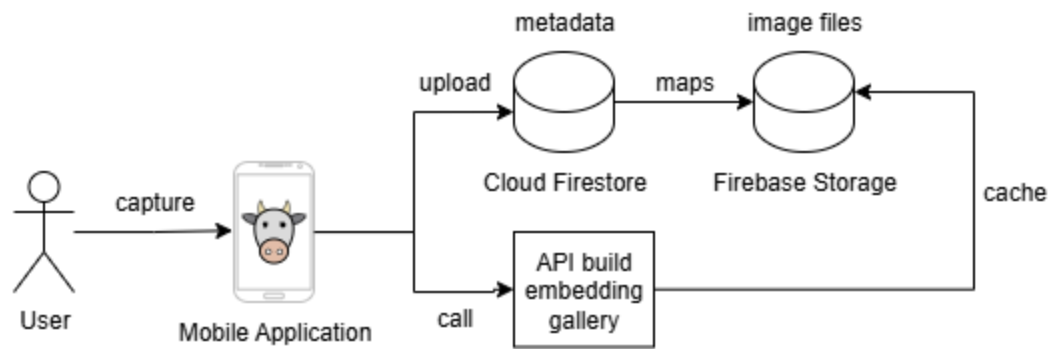 metadata
image files
upload
maps
Cloud Firestore
Firebase Storage
capture
cache
API build
embedding
gallery
User
Mobile Application
call